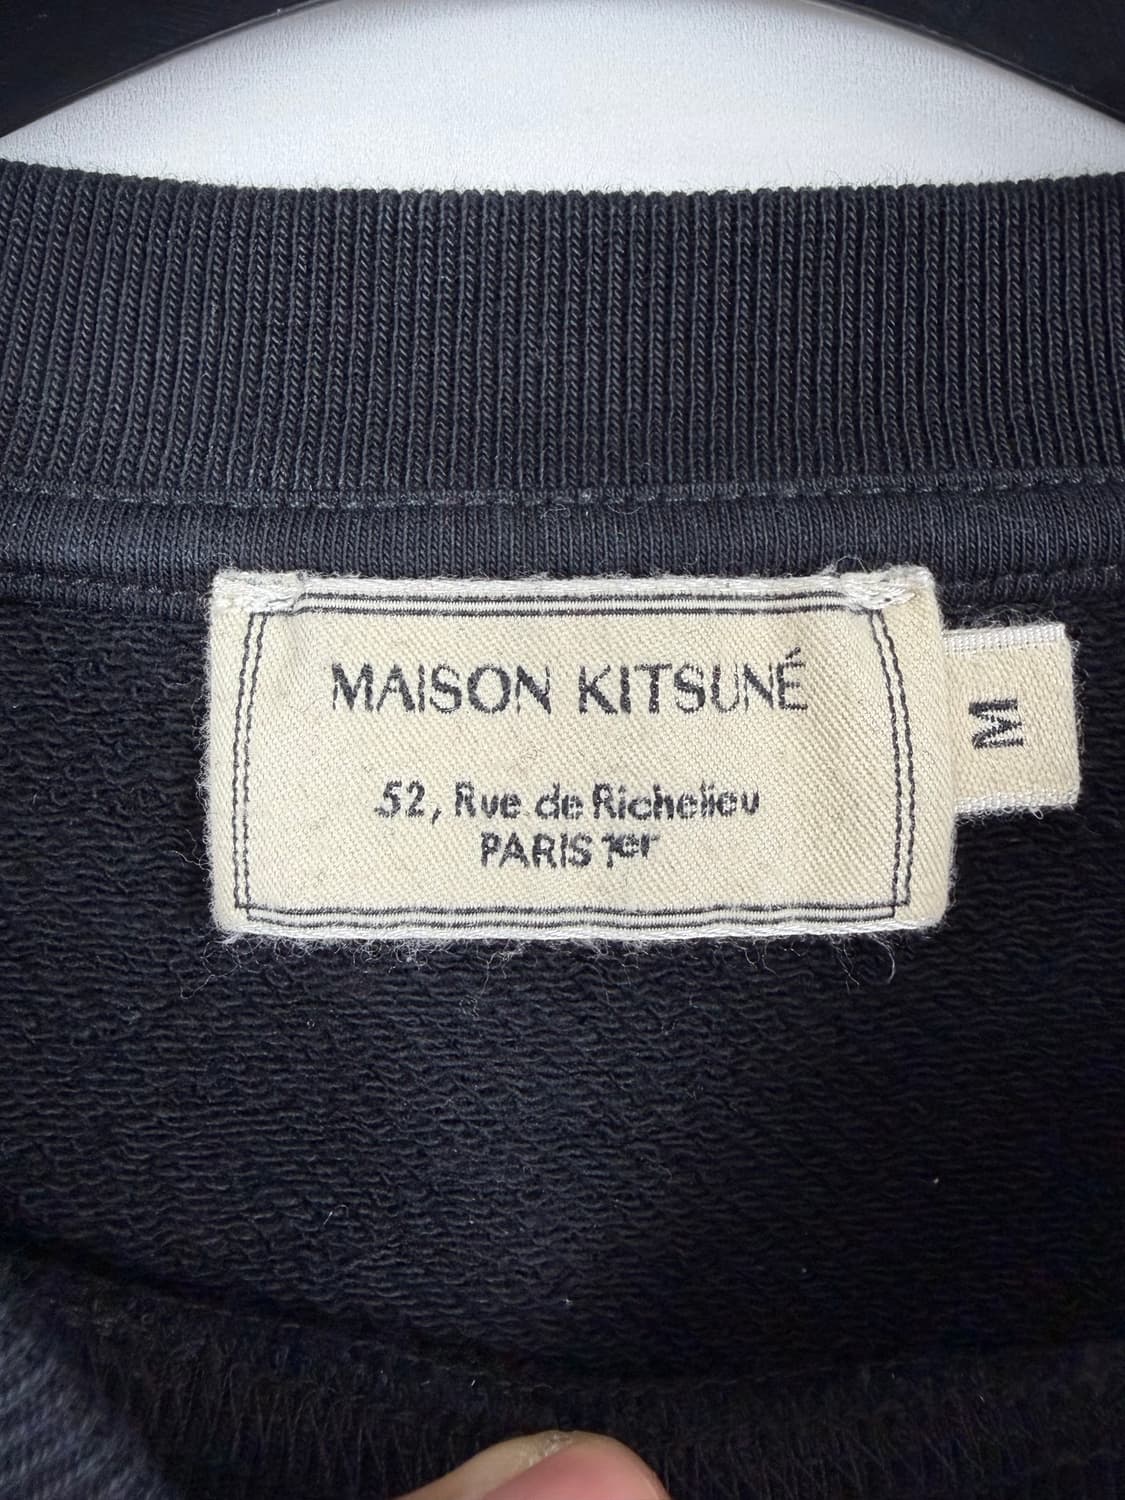 MAISON KITSUNÉ
52, Rue de Richelieu
PARIS 1er
M